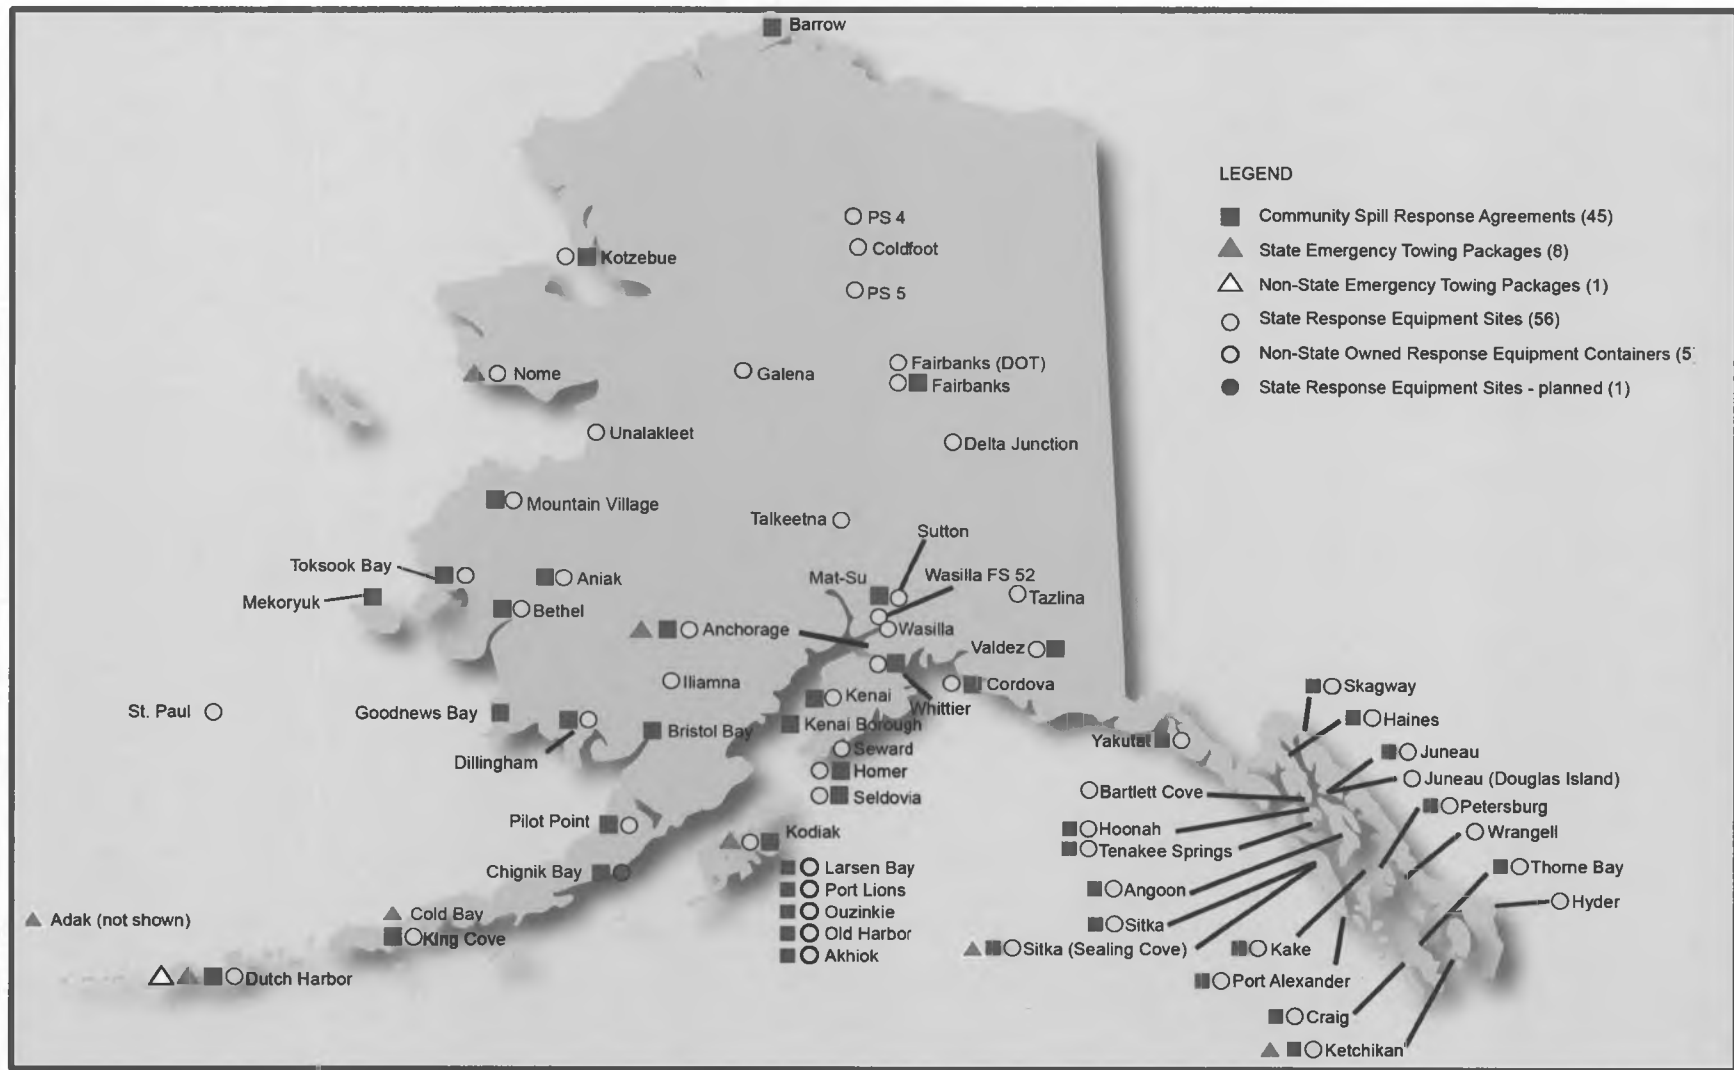 Barrow
LEGEND
Community Spill Response Agreements (45)
State Emergency Towing Packages (8)
Non-State Emergency Towing Packages (1)
State Response Equipment Sites (56)
Non-State Owned Response Equipment Containers (5
State Response Equipment Sites - planned (1)
PS 4
Coldfoot
Kotzebue
PS 5
Fairbanks (DOT)
Nome
Galena
Fairbanks
Unalakleet
Delta Junction
Mountain Village
Talkeetna
Sutton
Toksook Bay
Aniak
Mat-Su
Wasilla FS 52
Mekoryuk
Bethel
Tazlina
Anchorage
Wasilla
Valdez
Iliamna
Kenai
Cordova
Skagway
St. Paul
Goodnews Bay
Whittier
Haines
Bristol Bay
Kenai Borough
Yakutat
Dillingham
Seward
Juneau
Homer
Juneau (Douglas Island)
Seldovia
Bartlett Cove
Petersburg
Pilot Point
Kodiak
Hoonah
Wrangell
Tenakee Springs
Chignik Bay
Larsen Bay
Thorne Bay
Port Lions
Angoon
Hyder
Adak (not shown)
Cold Bay
Ouzinkie
Sitka
King Cove
Old Harbor
Sitka (Sealing Cove)
Kake
Akhiok
Dutch Harbor
Port Alexander
Craig
Ketchikan